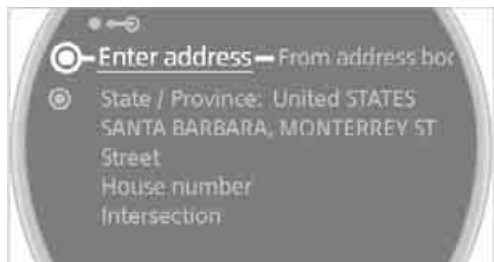 Enter address From address boo
State / Province: United STATES
SANTA BARBARA, MONTERREY ST
Street
House number
Intersection